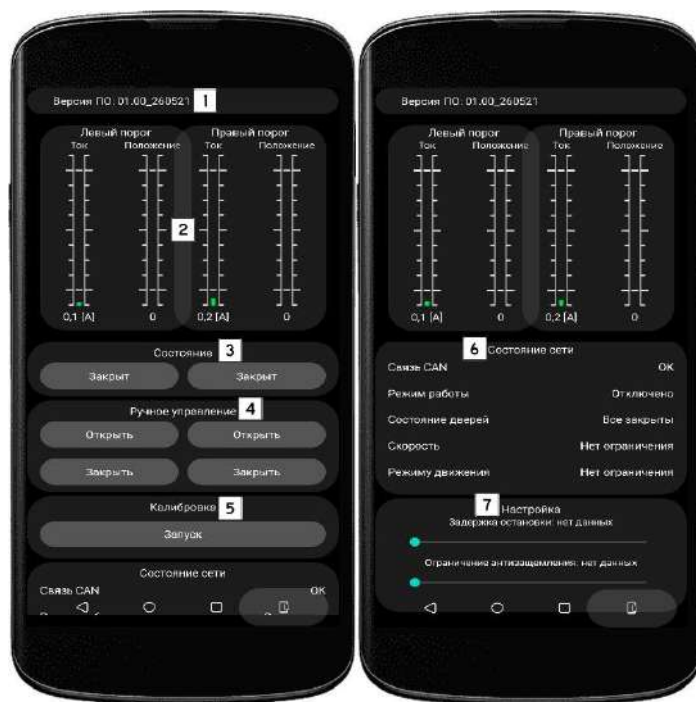 Версия ПО: 01.00_260521 1
Левый порог Правый порог
Ток Положение Ток Положение
2
0,1 [A] 0 0,2 [A] 0
Состояние 3
Закрыт Закрыт
Ручное управление 4
Открыть Открыть
Закрыть Закрыть
Калибровка 5
Запуск
Состояние сети
Связь CAN OK
Версия ПО: 01.00_260521
Левый порог Правый порог
Ток Положение Ток Положение
0,1 [A] 0 0,2 [A] 0
6 Состояние сети
Связь CAN OK
Режим работы Отключено
Состояние дверей Все закрыты
Скорость Нет ограничения
Режиму движения Нет ограничения
7 Настройка
Задержка остановки: нет данных
Ограничение антизащемления: нет данных